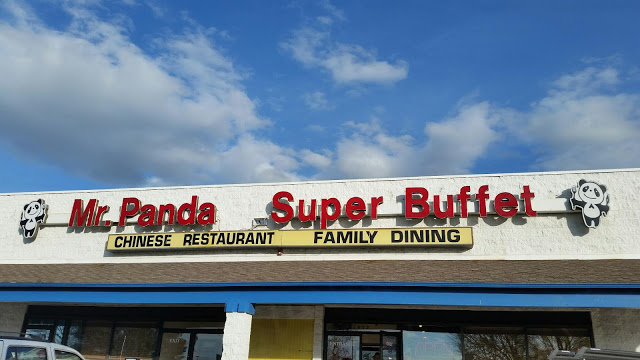 Mr. Panda Super Buffet
CHINESE RESTAURANT FAMILY DINING